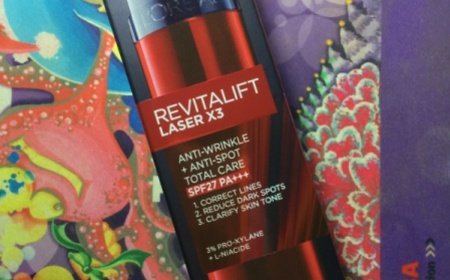 L'ORÉAL
REVITALIFT
LASER X3
ANTI-WRINKLE
+ ANTI-SPOT
TOTAL CARE
SPF27 PA+++
1. CORRECT LINES
2. REDUCE DARK SPOTS
3. CLARIFY SKIN TONE
3% PRO-XYLANE
+ L-NIACIDE